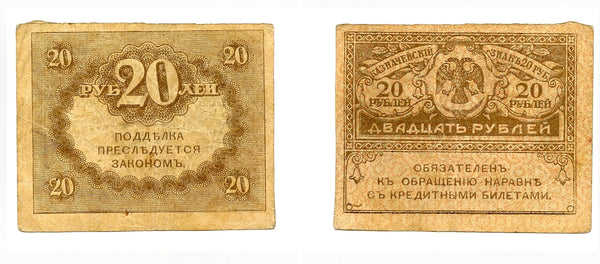 20 20
РУБ 20 ЛЕЙ
ПОДДѢЛКА
ПРЕСЛѢДУЕТСЯ
ЗАКОНОМЪ.
20 20
КАЗНАЧЕЙСКІЙ ЗНАКЪ 20 РУБ.
20 20
РУБЛЕЙ РУБЛЕЙ
ДВАДЦАТЬ РУБЛЕЙ
ОБЯЗАТЕЛЕНЪ
КЪ ОБРАЩЕНІЮ НАРАВНѢ
СЪ КРЕДИТНЫМИ БИЛЕТАМИ.